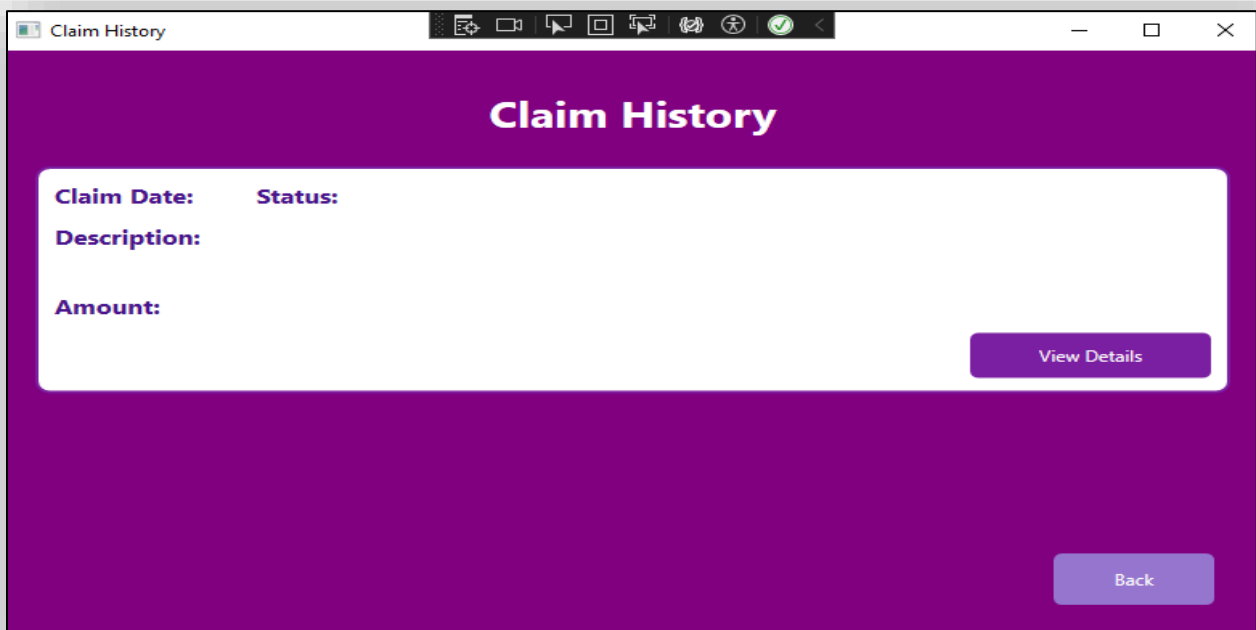 Claim History
Claim History
Claim Date: Status:
Description:
Amount:
View Details
Back